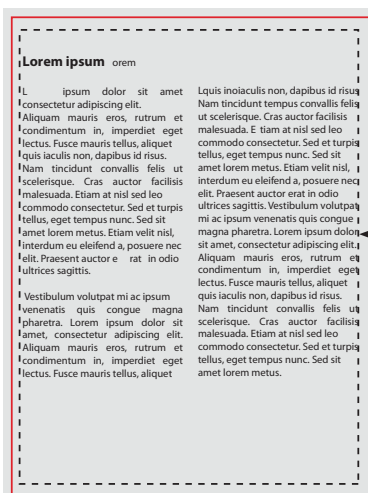 Lorem ipsum orem
L ipsum dolor sit amet
consectetur adipiscing elit.
Aliquam mauris eros, rutrum et
condimentum in, imperdiet eget
lectus. Fusce mauris tellus, aliquet
quis iaculis non, dapibus id risus.
Nam tincidunt convallis felis ut
scelerisque. Cras auctor facilisis
malesuada. Etiam at nisl sed leo
commodo consectetur. Sed et turpis
tellus, eget tempus nunc. Sed sit
amet lorem metus. Etiam velit nisl,
interdum eu eleifend a, posuere nec
elit. Praesent auctor e rat in odio
ultrices sagittis.
Vestibulum volutpat mi ac ipsum
venenatis quis congue magna
pharetra. Lorem ipsum dolor sit
amet, consectetur adipiscing elit.
Aliquam mauris eros, rutrum et
condimentum in, imperdiet eget
lectus. Fusce mauris tellus, aliquet
Lquis inoiaculis non, dapibus id risus
Nam tincidunt tempus convallis felis
ut scelerisque. Cras auctor facilisis
malesuada. E tiam at nisl sed leo
commodo consectetur. Sed et turpis
tellus, eget tempus nunc. Sed sit
amet lorem metus. Etiam velit nisl,
interdum eu eleifend a, posuere nec
elit. Praesent auctor erat in odio
ultrices sagittis. Vestibulum volutpat
mi ac ipsum venenatis quis congue
magna pharetra. Lorem ipsum dolor
sit amet, consectetur adipiscing elit.
Aliquam mauris eros, rutrum et
condimentum in, imperdiet eget
lectus. Fusce mauris tellus, aliquet
quis iaculis non, dapibus id risus.
Nam tincidunt convallis felis ut
scelerisque. Cras auctor facilisis
malesuada. Etiam at nisl sed leo
commodo consectetur. Sed et turpis
tellus, eget tempus nunc. Sed sit
amet lorem metus.